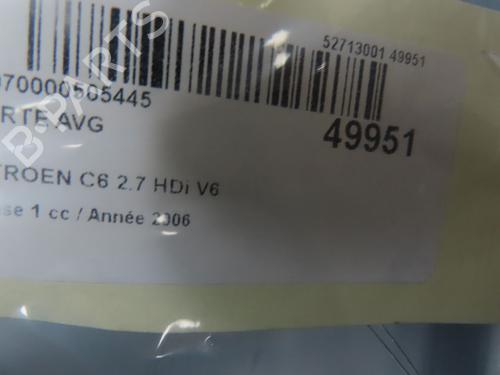 52713001 49951
070000505445
RTE AVG
49951
TROEN C6 2.7 HDi V6
se 1 cc / Année 2006
B-PARTS